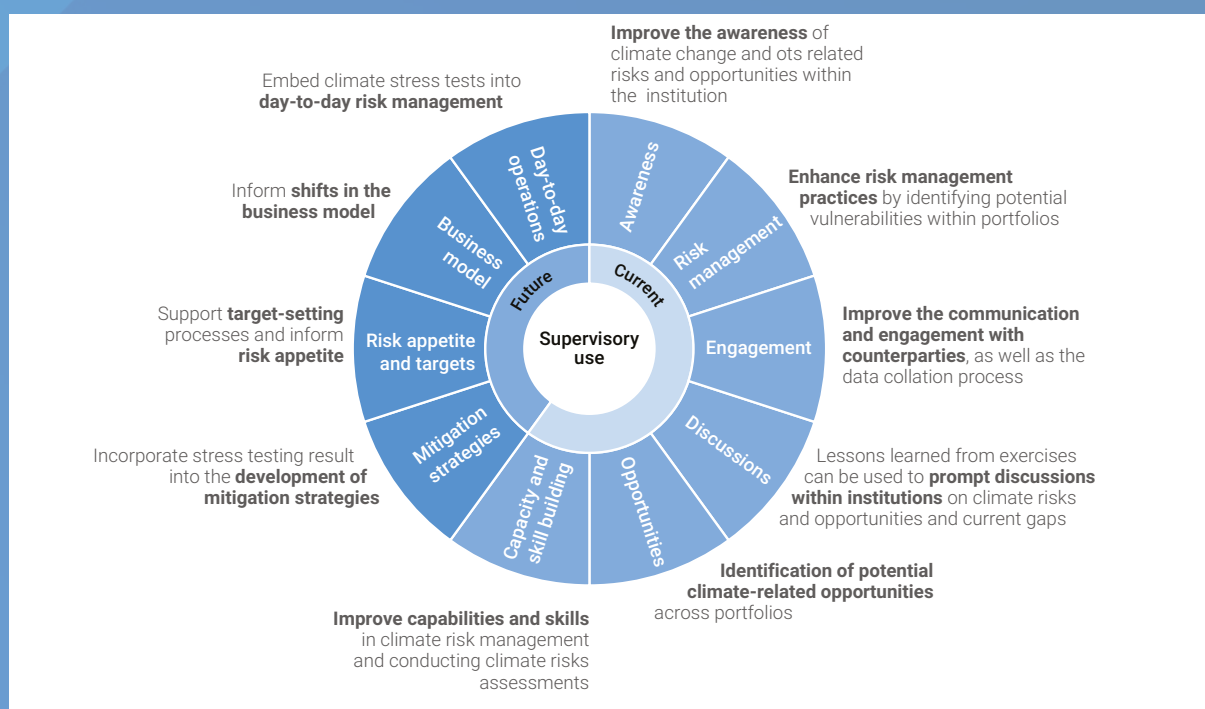 Improve the awareness of
climate change and ots related
risks and opportunities within
the institution
Embed climate stress tests into
day-to-day risk management
Enhance risk management
practices by identifying potential
vulnerabilities within portfolios
Inform shifts in the
business model
Improve the communication
and engagement with
counterparties, as well as the
data collation process
Support target-setting
processes and inform
risk appetite
Lessons learned from exercises
can be used to prompt discussions
within institutions on climate risks
and opportunities and current gaps
Incorporate stress testing result
into the development of
mitigation strategies
Identification of potential
climate-related opportunities
across portfolios
Improve capabilities and skills
in climate risk management
and conducting climate risks
assessments
Awareness
Risk
management
Engagement
Discussions
Opportunities
Capacity and
skill building
Mitigation
strategies
Risk appetite
and targets
Business
model
Day-to-day
operations
Future
Current
Supervisory
use